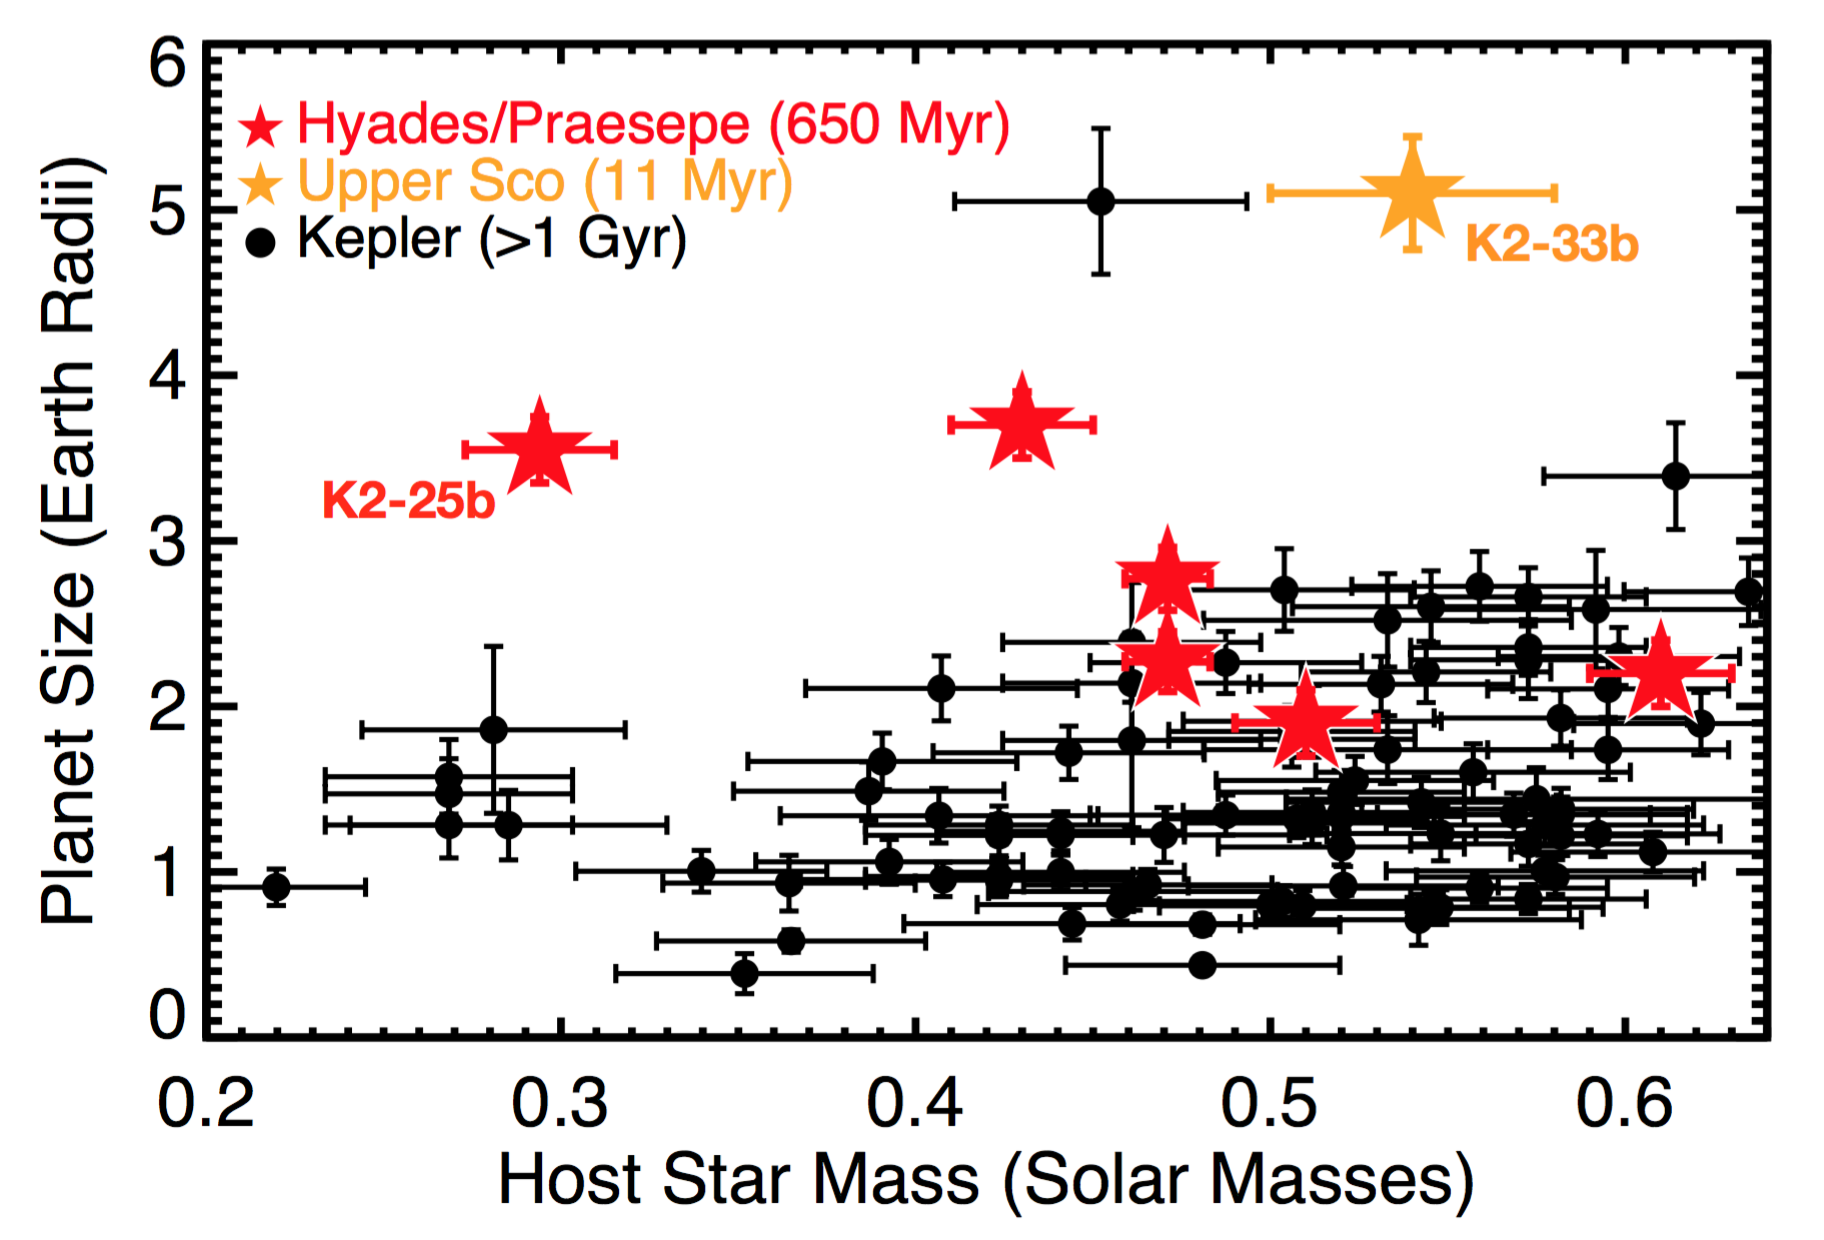 Hyades/Praesepe (650 Myr)
Upper Sco (11 Myr)
Kepler (>1 Gyr)
K2-33b
K2-25b
Planet Size (Earth Radii)
6
5
4
3
2
1
0
0.2 0.3 0.4 0.5 0.6
Host Star Mass (Solar Masses)